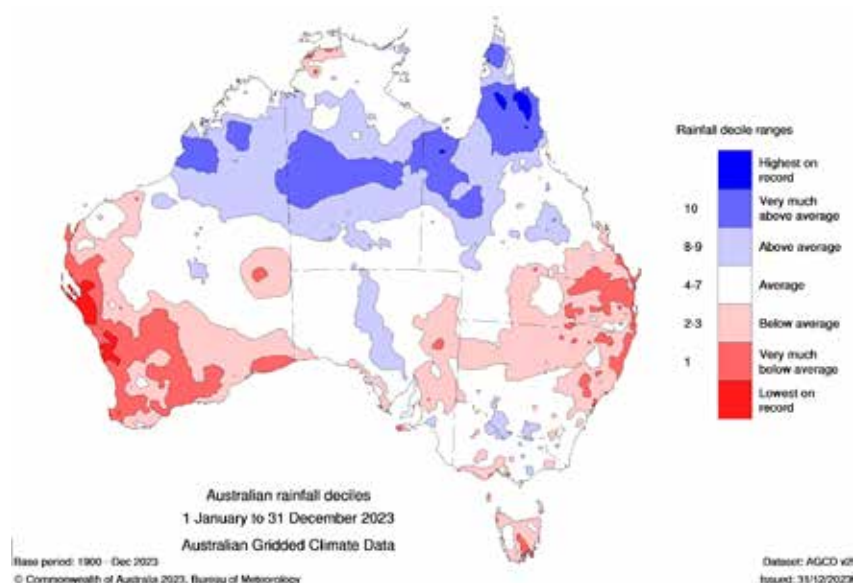 Rainfall decile ranges
Highest on
record
10
Very much
above average
8-9
Above average
4-7
Average
2-3
Below average
1
Very much
below average
Lowest on
record
Australian rainfall deciles
1 January to 31 December 2023
Australian Gridded Climate Data
Base period: 1900 - Dec 2023
Dataset: AGCD v2
© Commonwealth of Australia 2023, Bureau of Meteorology
Issued: 31/12/2023